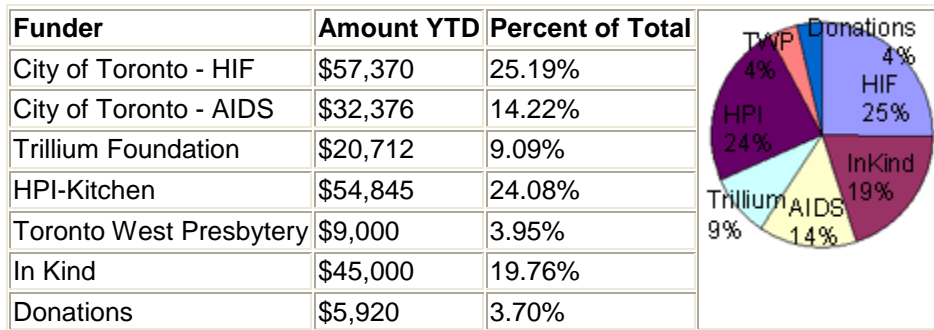 Funder Amount YTD Percent of Total
City of Toronto - HIF $57,370 25.19%
City of Toronto - AIDS $32,376 14.22%
Trillium Foundation $20,712 9.09%
HPI-Kitchen $54,845 24.08%
Toronto West Presbytery $9,000 3.95%
In Kind $45,000 19.76%
Donations $5,920 3.70%
Donations
4%
TWP
4%
HIF
25%
HPI
24%
InKind
19%
Trillium
9%
AIDS
14%